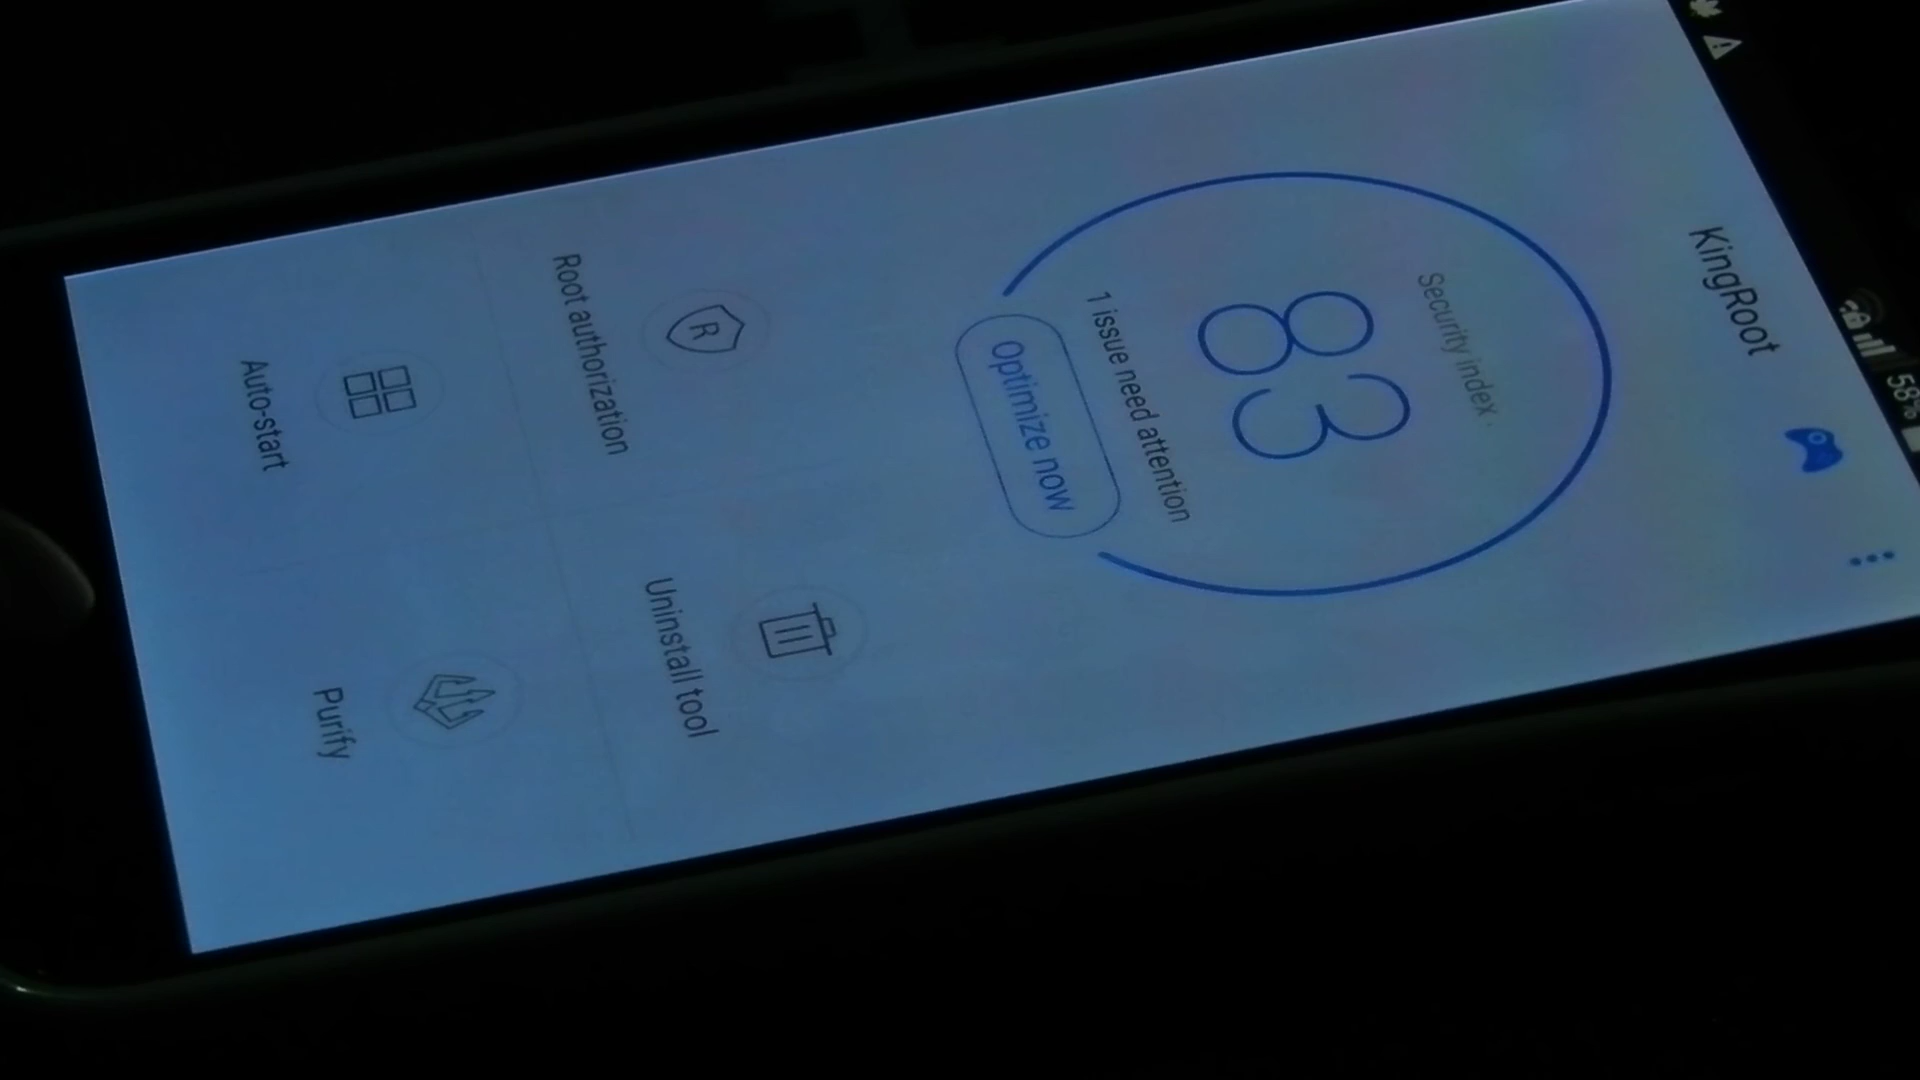 58%
KingRoot
Security index
83
1 issue need attention
Optimize now
R
Root authorization
Uninstall tool
Auto-start
Purify